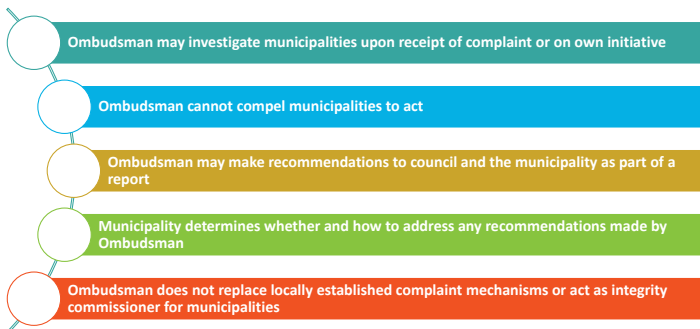 Ombudsman may investigate municipalities upon receipt of complaint or on own initiative
Ombudsman cannot compel municipalities to act
Ombudsman may make recommendations to council and the municipality as part of a
report
Municipality determines whether and how to address any recommendations made by
Ombudsman
Ombudsman does not replace locally established complaint mechanisms or act as integrity
commissioner for municipalities